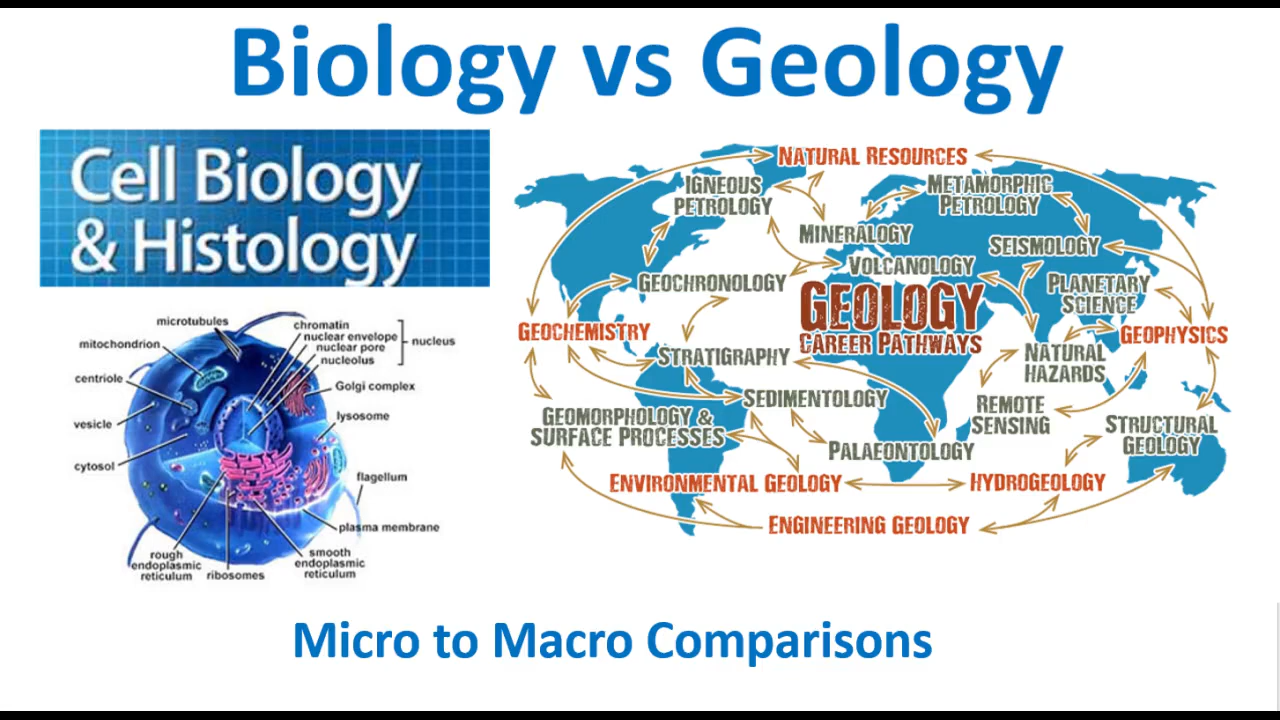 Biology vs Geology
Cell Biology
& Histology
microtubules
mitochondrion
centriole
vesicle
cytosol
chromatin
nuclear envelope
nuclear pore
nucleolus
nucleus
Golgi complex
lysosome
flagellum
plasma membrane
rough
endoplasmic
reticulum
ribosomes
smooth
endoplasmic
reticulum
NATURAL RESOURCES
IGNEOUS
PETROLOGY
METAMORPHIC
PETROLOGY
MINERALOGY
SEISMOLOGY
VOLCANOLOGY
GEOCHRONOLOGY
PLANETARY
SCIENCE
GEOLOGY
CAREER PATHWAYS
GEOCHEMISTRY
GEOPHYSICS
STRATIGRAPHY
NATURAL
HAZARDS
SEDIMENTOLOGY
REMOTE
SENSING
GEOMORPHOLOGY &
SURFACE PROCESSES
STRUCTURAL
GEOLOGY
PALAEONTOLOGY
ENVIRONMENTAL GEOLOGY
HYDROGEOLOGY
ENGINEERING GEOLOGY
Micro to Macro Comparisons